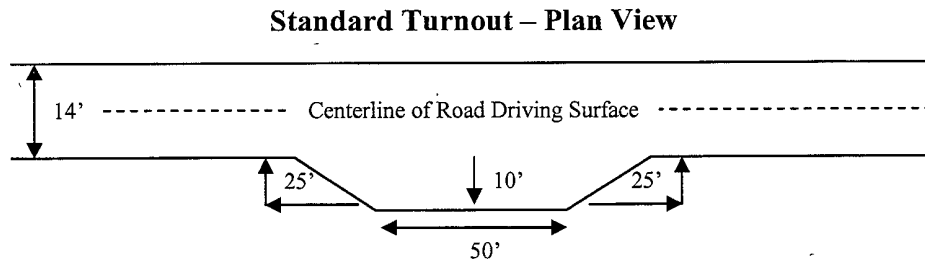 Standard Turnout – Plan View
14’
Centerline of Road Driving Surface
25’
10’
25’
50’